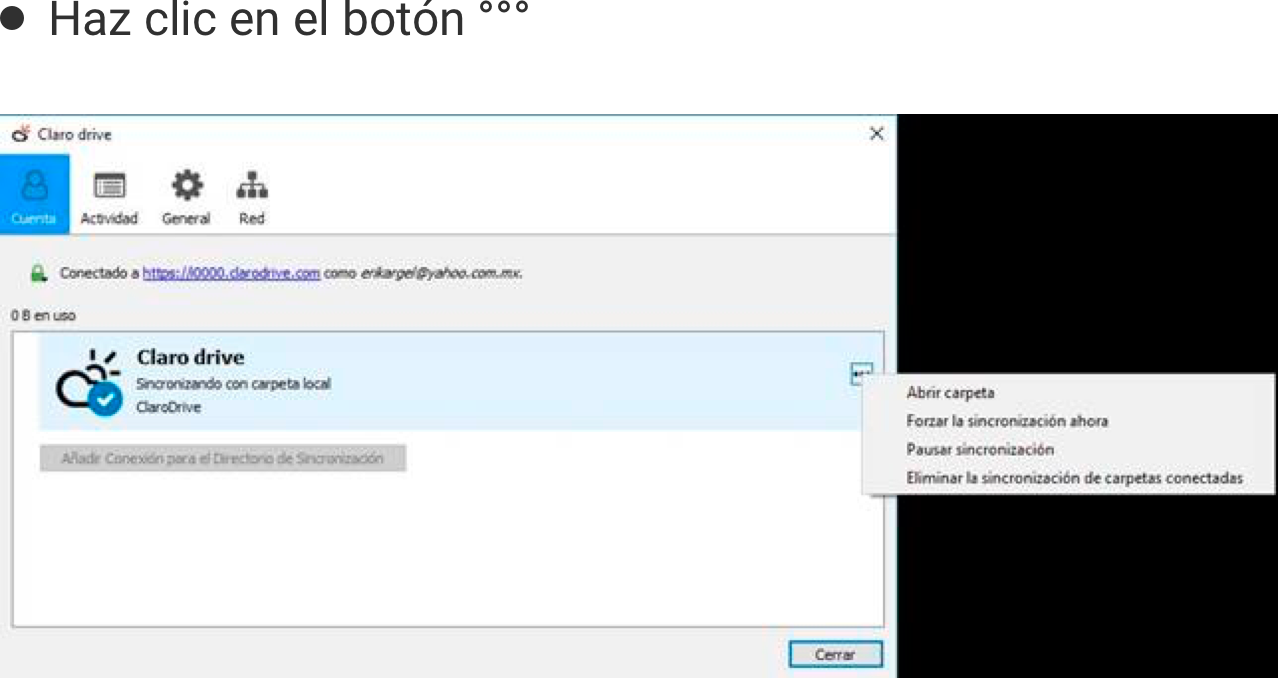 • Haz clic en el botón °°°
Claro drive
Cuenta Actividad General Red
Conectado a https://i0000.clarodrive.com como erikargel@yahoo.com.mx.
0 B en uso
Claro drive
Sincronizando con carpeta local
ClaroDrive
Abrir carpeta
Forzar la sincronización ahora
Pausar sincronización
Eliminar la sincronización de carpetas conectadas
Añadir Conexión para el Directorio de Sincronización
Cerrar